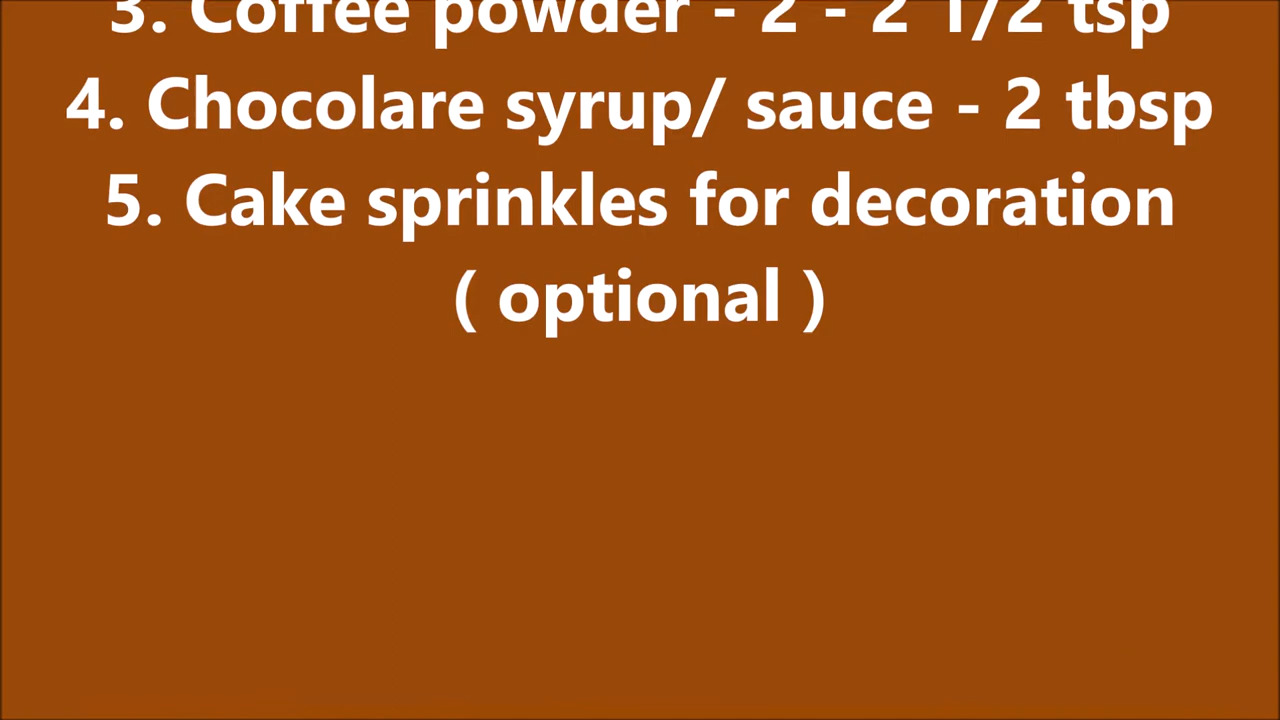 3. Coffee powder - 2 - 2 1/2 tsp
4. Chocolare syrup/ sauce - 2 tbsp
5. Cake sprinkles for decoration
( optional )